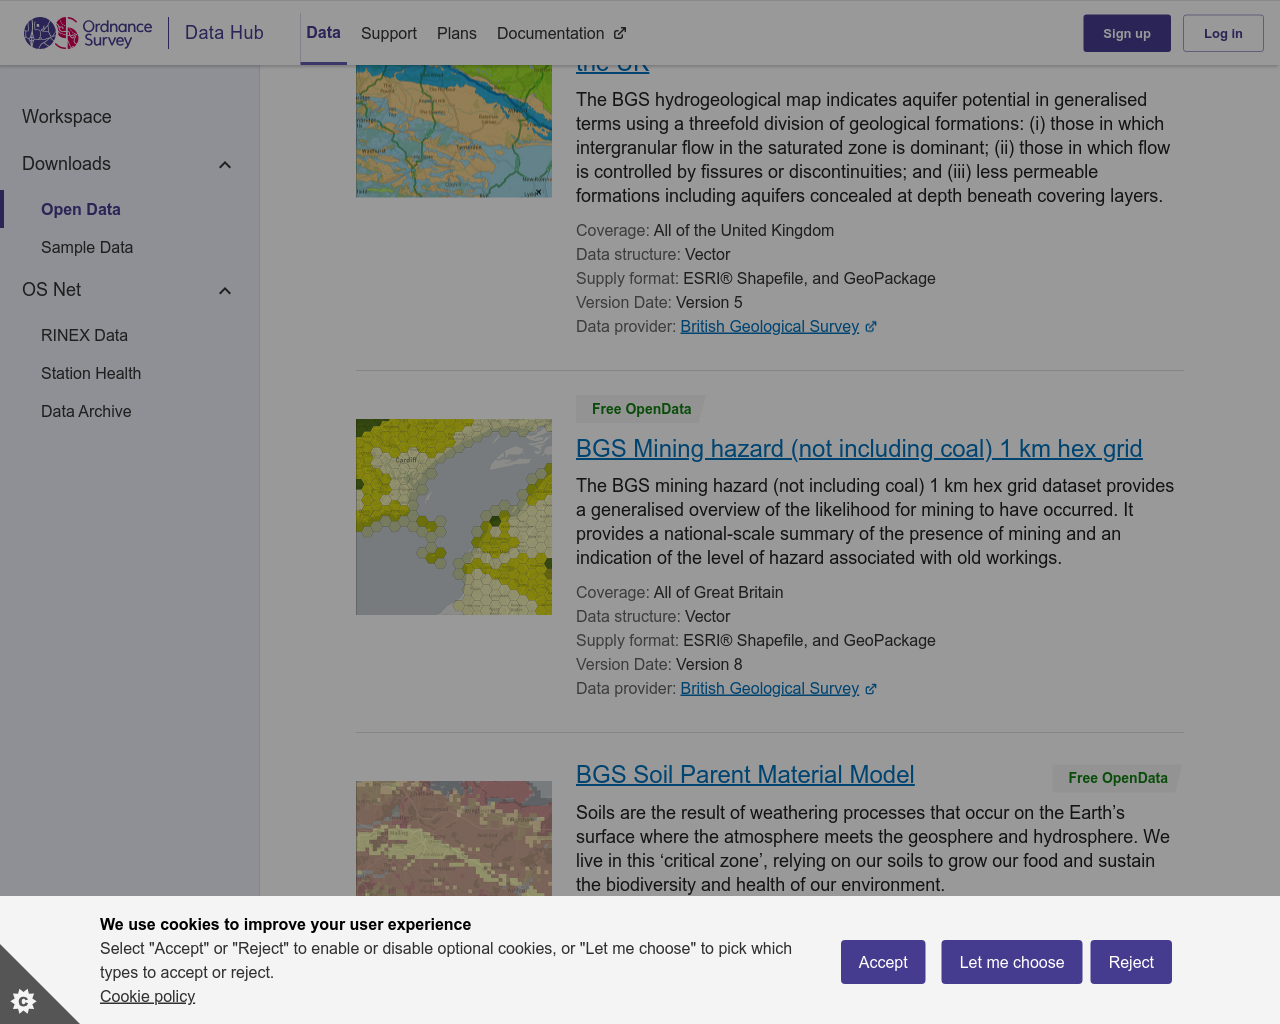 Ordnance
Survey
Data Hub
Data
Support
Plans
Documentation
Sign up
Log in
Workspace
Downloads
Open Data
Sample Data
OS Net
RINEX Data
Station Health
Data Archive
the UK
The BGS hydrogeological map indicates aquifer potential in generalised
terms using a threefold division of geological formations: (i) those in which
intergranular flow in the saturated zone is dominant; (ii) those in which flow
is controlled by fissures or discontinuities; and (iii) less permeable
formations including aquifers concealed at depth beneath covering layers.
Coverage: All of the United Kingdom
Data structure: Vector
Supply format: ESRI® Shapefile, and GeoPackage
Version Date: Version 5
Data provider: British Geological Survey
Free OpenData
Cardiff
BGS Mining hazard (not including coal) 1 km hex grid
The BGS mining hazard (not including coal) 1 km hex grid dataset provides
a generalised overview of the likelihood for mining to have occurred. It
provides a national-scale summary of the presence of mining and an
indication of the level of hazard associated with old workings.
Coverage: All of Great Britain
Data structure: Vector
Supply format: ESRI® Shapefile, and GeoPackage
Version Date: Version 8
Data provider: British Geological Survey
BGS Soil Parent Material Model
Free OpenData
Soils are the result of weathering processes that occur on the Earth’s
surface where the atmosphere meets the geosphere and hydrosphere. We
live in this ‘critical zone’, relying on our soils to grow our food and sustain
the biodiversity and health of our environment.
We use cookies to improve your user experience
Select "Accept" or "Reject" to enable or disable optional cookies, or "Let me choose" to pick which
types to accept or reject.
Cookie policy
Accept
Let me choose
Reject